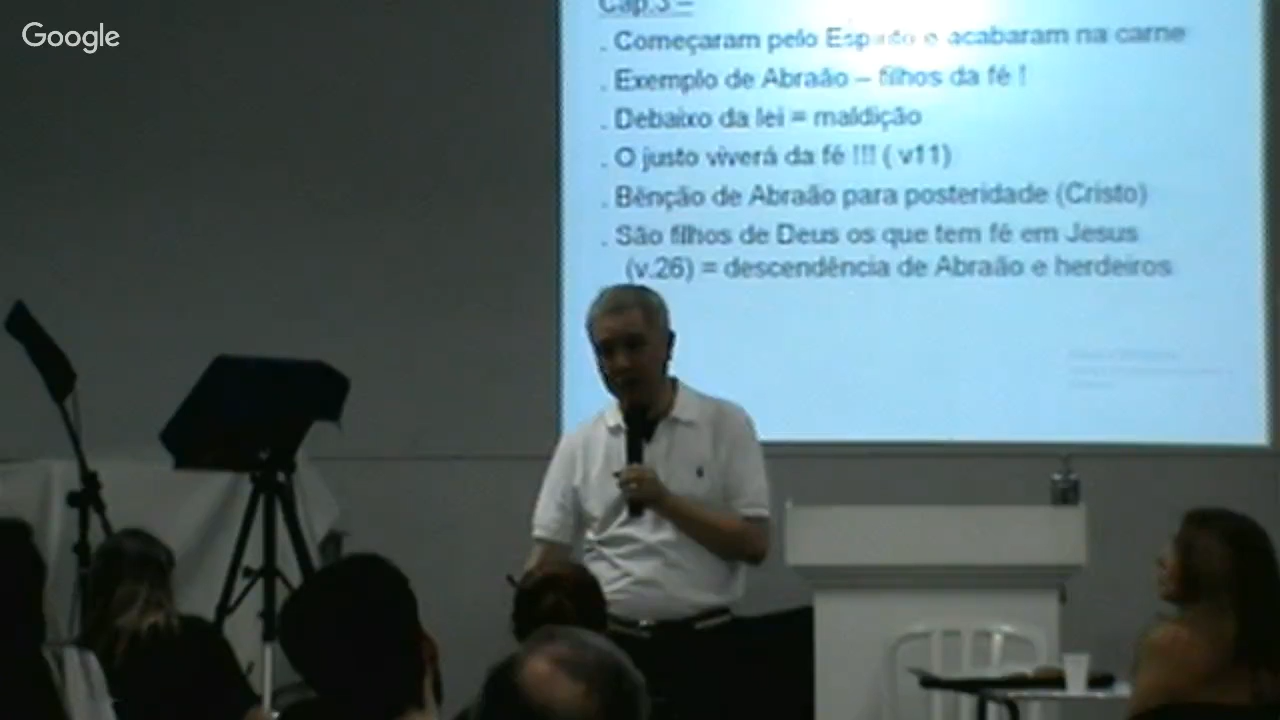 Google
Cap.3 –
. Começaram pelo Espírito e acabaram na carne
. Exemplo de Abraão – filhos da fé !
. Debaixo da lei = maldição
. O justo viverá da fé !!! ( v11)
. Bênção de Abraão para posteridade (Cristo)
. São filhos de Deus os que tem fé em Jesus
(v.26) = descendência de Abraão e herdeiros